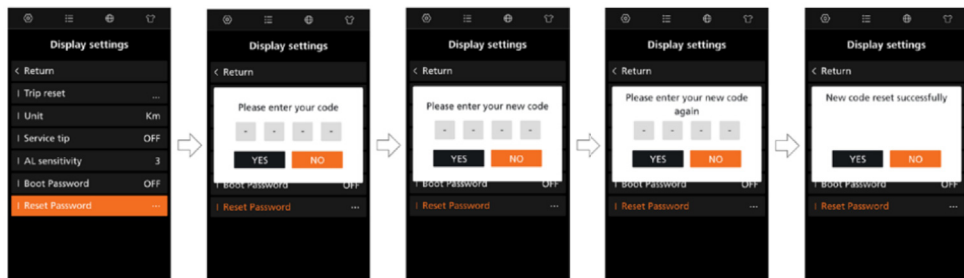 Display settings
< Return
| Trip reset ...
| Unit Km
| Service tip OFF
| AL sensitivity 3
| Boot Password OFF
| Reset Password ...
Display settings
< Return
Please enter your code
- - - -
YES NO
| Boot Password OFF
| Reset Password ...
Display settings
< Return
Please enter your new code
- - - -
YES NO
| Boot Password OFF
| Reset Password ...
Display settings
< Return
Please enter your new code
again
- - - -
YES NO
| Boot Password OFF
| Reset Password ...
Display settings
< Return
New code reset successfully
YES NO
| Boot Password OFF
| Reset Password ...